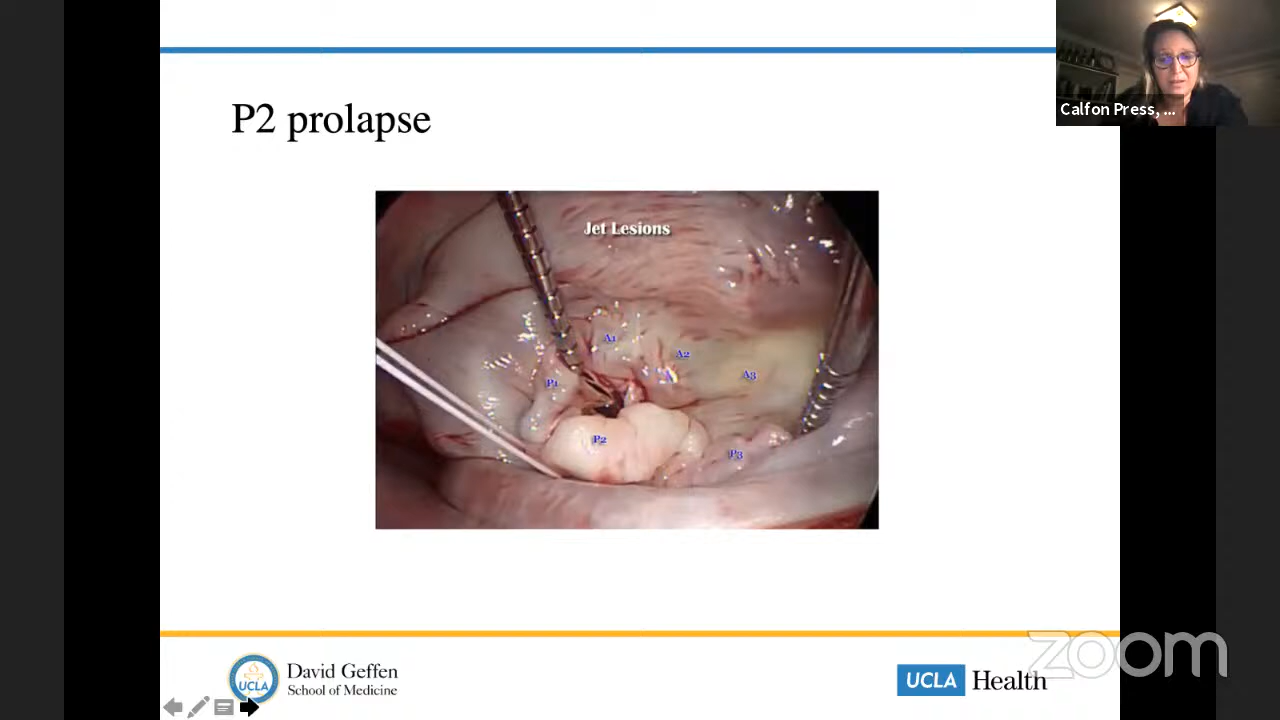 P2 prolapse
Calfon Press, ...
Jet Lesions
A1
A2
A3
P1
P2
P3
zoom
UCLA
David Geffen
School of Medicine
UCLA Health